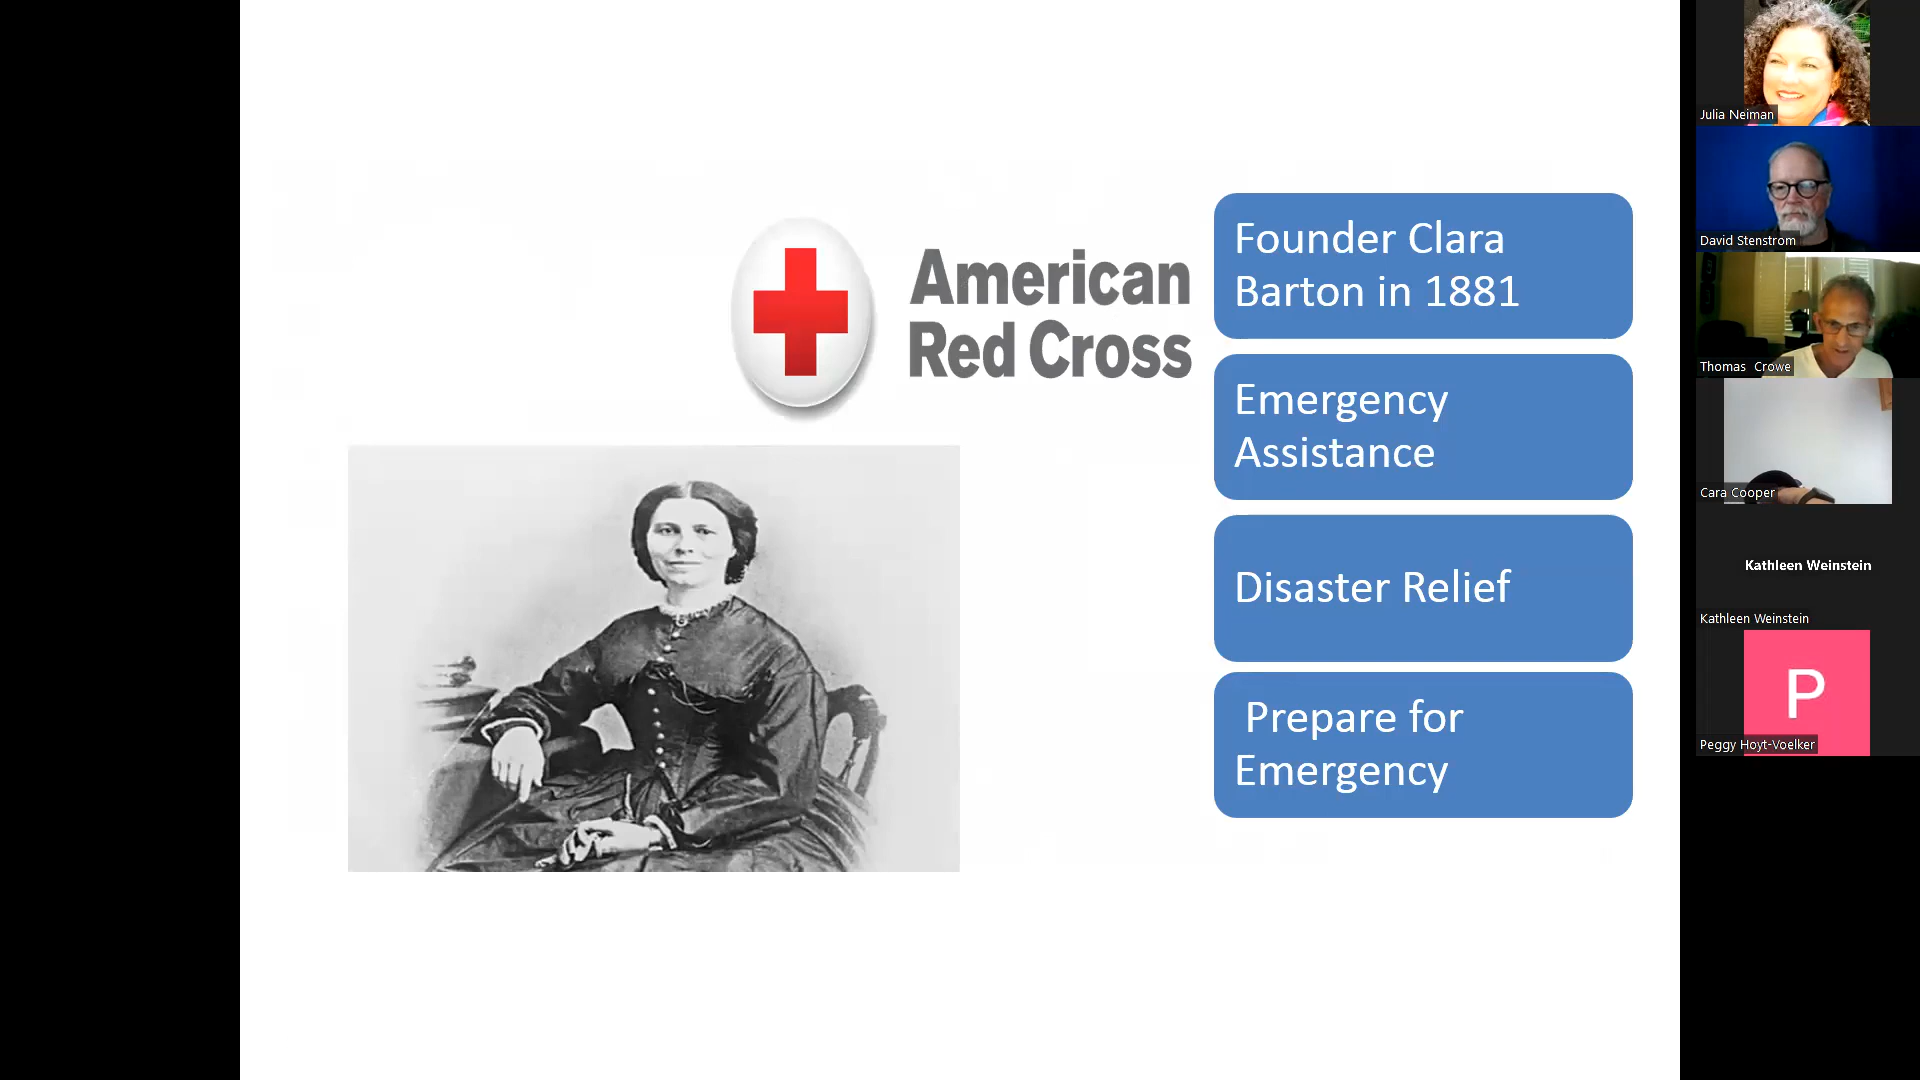 American
Red Cross
Founder Clara
Barton in 1881
Emergency
Assistance
Disaster Relief
Prepare for
Emergency
Julia Neiman
David Stenstrom
Thomas Crowe
Cara Cooper
Kathleen Weinstein
Kathleen Weinstein
P
Peggy Hoyt-Voelker